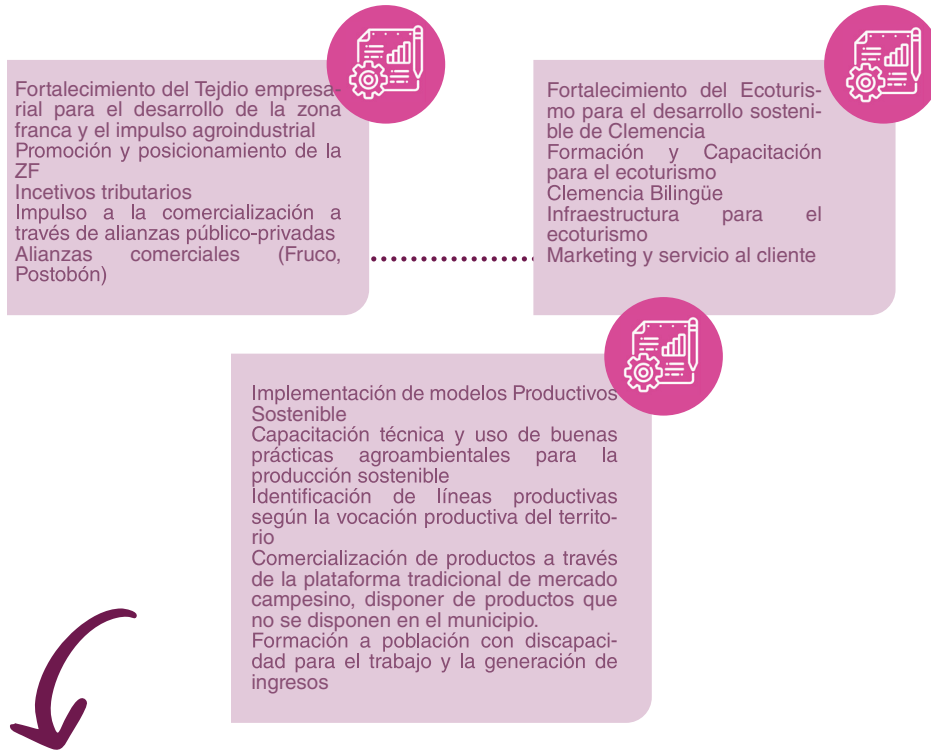 Fortalecimiento del Tejdio empresa-
rial para el desarrollo de la zona
franca y el impulso agroindustrial
Promoción y posicionamiento de la
ZF
Incetivos tributarios
Impulso a la comercialización a
través de alianzas público-privadas
Alianzas comerciales (Fruco,
Postobón)
Fortalecimiento del Ecoturis-
mo para el desarrollo sosteni-
ble de Clemencia
Formación y Capacitación
para el ecoturismo
Clemencia Bilingüe
Infraestructura para el
ecoturismo
Marketing y servicio al cliente
Implementación de modelos Productivos
Sostenible
Capacitación técnica y uso de buenas
prácticas agroambientales para la
producción sostenible
Identificación de líneas productivas
según la vocación productiva del territo-
rio
Comercialización de productos a través
de la plataforma tradicional de mercado
campesino, disponer de productos que
no se disponen en el municipio.
Formación a población con discapaci-
dad para el trabajo y la generación de
ingresos